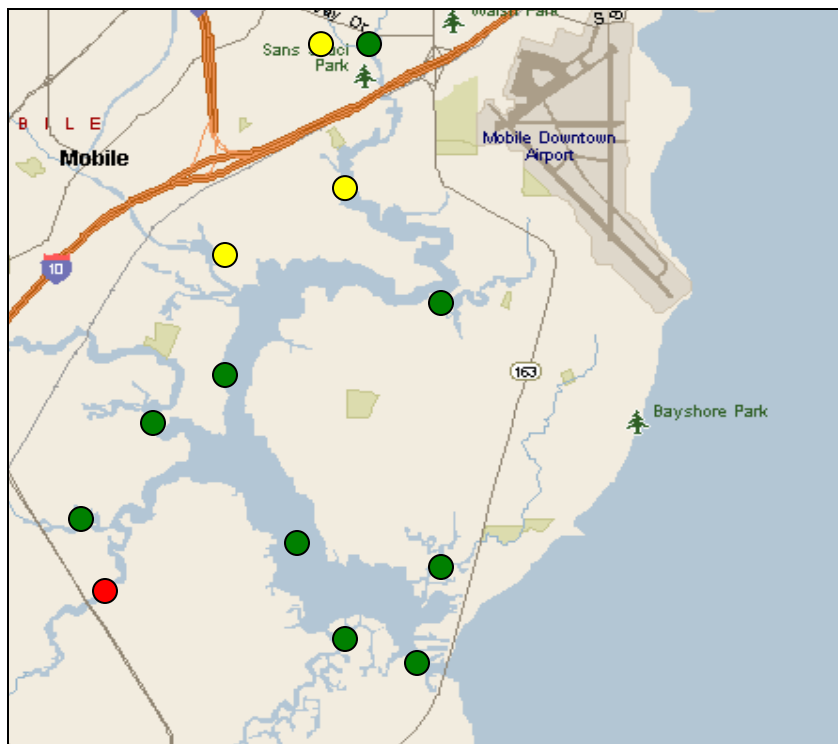 Walsh Park
Sans Souci
Park
B I L E
Mobile
Mobile Downtown
Airport
10
163
Bayshore Park